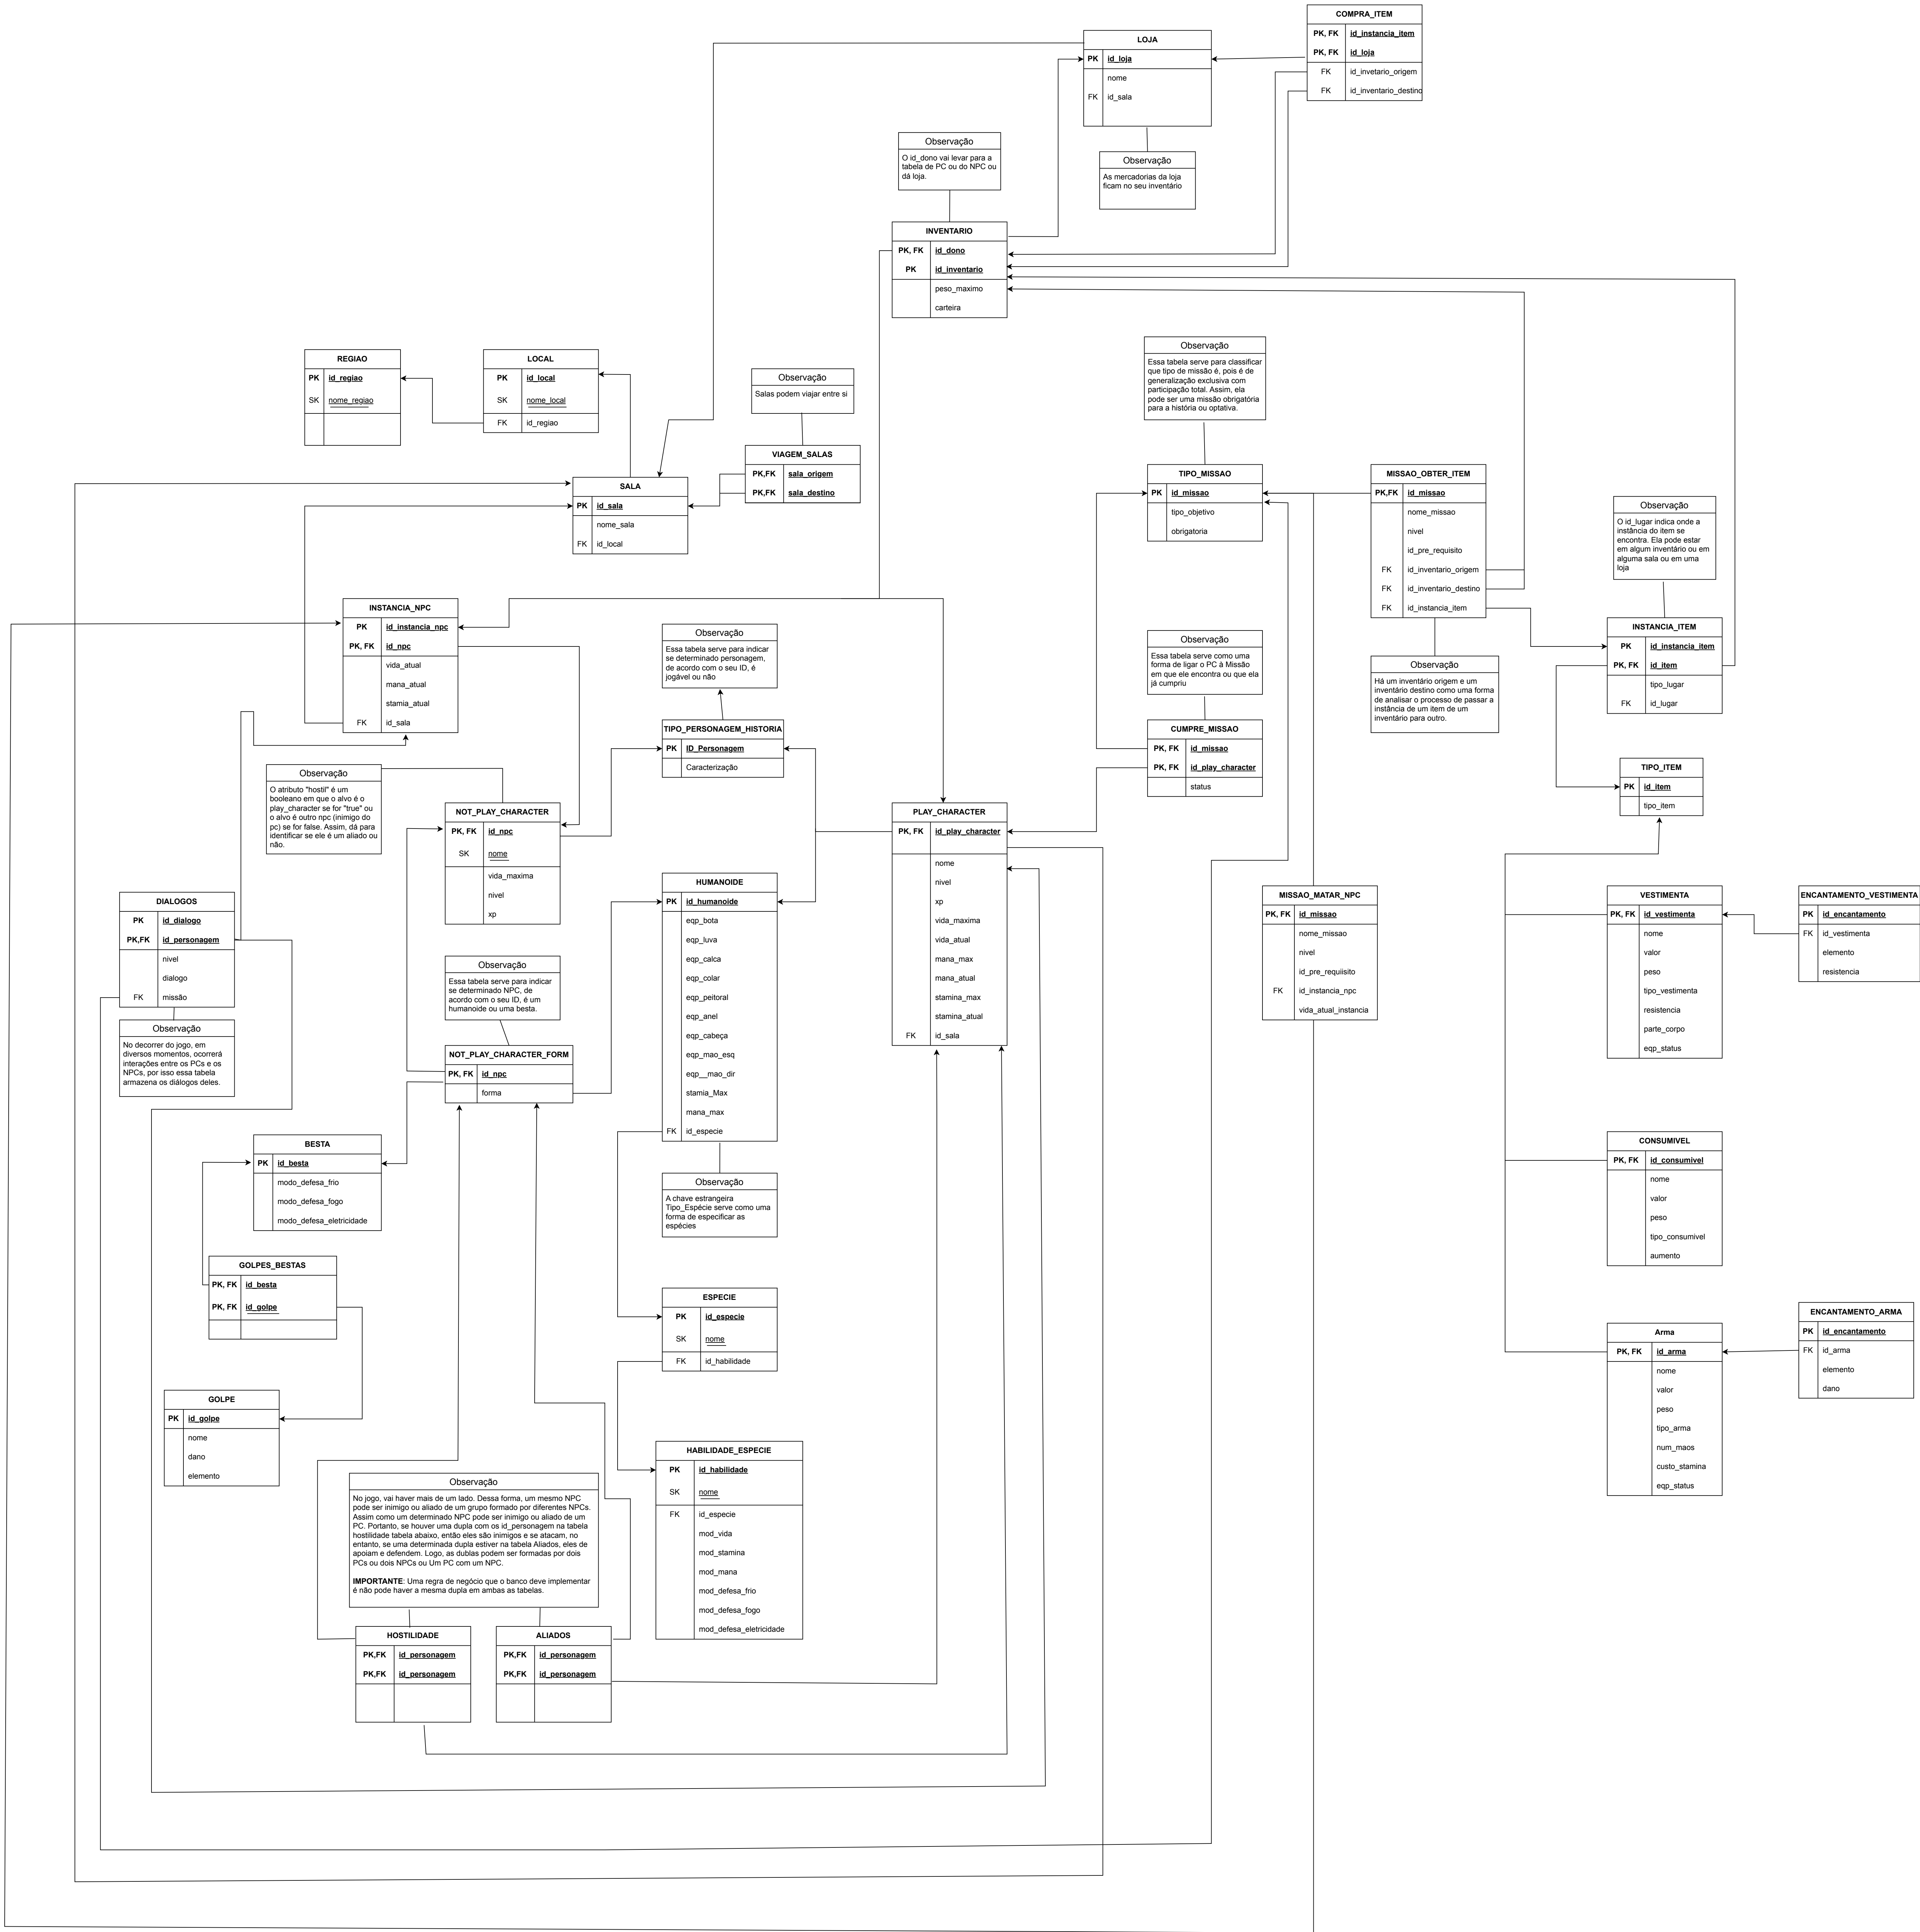 COMPRA_ITEM
PK, FK id_instancia_item
PK, FK id_loja
FK id_invetario_origem
FK id_inventario_destino
LOJA
PK id_loja
nome
FK id_sala
Observação
As mercadorias da loja
ficam no seu inventário
Observação
O id_dono vai levar para a
tabela de PC ou do NPC ou
dá loja.
INVENTARIO
PK, FK id_dono
PK id_inventario
peso_maximo
carteira
REGIAO
PK id_regiao
SK nome_regiao
LOCAL
PK id_local
SK nome_local
FK id_regiao
Observação
Salas podem viajar entre si
VIAGEM_SALAS
PK,FK sala_origem
PK,FK sala_destino
SALA
PK id_sala
nome_sala
FK id_local
Observação
Essa tabela serve para classificar
que tipo de missão é, pois é de
generalização exclusiva com
participação total. Assim, ela
pode ser uma missão obrigatória
para a história ou optativa.
TIPO_MISSAO
PK id_missao
tipo_objetivo
obrigatoria
MISSAO_OBTER_ITEM
PK,FK id_missao
nome_missao
nivel
id_pre_requisito
FK id_inventario_origem
FK id_inventario_destino
FK id_instancia_item
Observação
Há um inventário origem e um
inventário destino como uma forma
de analisar o processo de passar a
instância de um item de um
inventário para outro.
Observação
O id_lugar indica onde a
instância do item se
encontra. Ela pode estar
em algum inventário ou em
alguma sala ou em uma
loja
INSTANCIA_ITEM
PK id_instancia_item
PK, FK id_item
tipo_lugar
FK id_lugar
TIPO_ITEM
PK id_item
tipo_item
INSTANCIA_NPC
PK id_instancia_npc
PK, FK id_npc
vida_atual
mana_atual
stamia_atual
FK id_sala
Observação
Essa tabela serve para indicar
se determinado personagem,
de acordo com o seu ID, é
jogável ou não
TIPO_PERSONAGEM_HISTORIA
PK ID_Personagem
Caracterização
Observação
Essa tabela serve como uma
forma de ligar o PC à Missão
em que ele encontra ou que ela
já cumpriu
CUMPRE_MISSAO
PK, FK id_missao
PK, FK id_play_character
status
Observação
O atributo "hostil" é um
booleano em que o alvo é o
play_character se for "true" ou
o alvo é outro npc (inimigo do
pc) se for false. Assim, dá para
identificar se ele é um aliado ou
não.
NOT_PLAY_CHARACTER
PK, FK id_npc
SK nome
vida_maxima
nivel
xp
PLAY_CHARACTER
PK, FK id_play_character
nome
nivel
xp
vida_maxima
vida_atual
mana_max
mana_atual
stamina_max
stamina_atual
FK id_sala
HUMANOIDE
PK id_humanoide
eqp_bota
eqp_luva
eqp_calca
eqp_colar
eqp_peitoral
eqp_anel
eqp_cabeça
eqp_mao_esq
eqp__mao_dir
stamia_Max
mana_max
FK id_especie
Observação
A chave estrangeira
Tipo_Espécie serve como uma
forma de especificar as
espécies
MISSAO_MATAR_NPC
PK, FK id_missao
nome_missao
nivel
id_pre_requiisito
FK id_instancia_npc
vida_atual_instancia
VESTIMENTA
PK, FK id_vestimenta
nome
valor
peso
tipo_vestimenta
resistencia
parte_corpo
eqp_status
ENCANTAMENTO_VESTIMENTA
PK id_encantamento
FK id_vestimenta
elemento
resistencia
DIALOGOS
PK id_dialogo
PK,FK id_personagem
nivel
dialogo
FK missão
Observação
No decorrer do jogo, em
diversos momentos, ocorrerá
interações entre os PCs e os
NPCs, por isso essa tabela
armazena os diálogos deles.
Observação
Essa tabela serve para indicar
se determinado NPC, de
acordo com o seu ID, é um
humanoide ou uma besta.
NOT_PLAY_CHARACTER_FORM
PK, FK id_npc
forma
BESTA
PK id_besta
modo_defesa_frio
modo_defesa_fogo
modo_defesa_eletricidade
GOLPES_BESTAS
PK, FK id_besta
PK, FK id_golpe
GOLPE
PK id_golpe
nome
dano
elemento
CONSUMIVEL
PK, FK id_consumivel
nome
valor
peso
tipo_consumivel
aumento
ESPECIE
PK id_especie
SK nome
FK id_habilidade
Arma
PK, FK id_arma
nome
valor
peso
tipo_arma
num_maos
custo_stamina
eqp_status
ENCANTAMENTO_ARMA
PK id_encantamento
FK id_arma
elemento
dano
HABILIDADE_ESPECIE
PK id_habilidade
SK nome
FK id_especie
mod_vida
mod_stamina
mod_mana
mod_defesa_frio
mod_defesa_fogo
mod_defesa_eletricidade
Observação
No jogo, vai haver mais de um lado. Dessa forma, um mesmo NPC
pode ser inimigo ou aliado de um grupo formado por diferentes NPCs.
Assim como um determinado NPC pode ser inimigo ou aliado de um
PC. Portanto, se houver uma dupla com os id_personagem na tabela
hostilidade tabela abaixo, então eles são inimigos e se atacam, no
entanto, se uma determinada dupla estiver na tabela Aliados, eles de
apoiam e defendem. Logo, as dublas podem ser formadas por dois
PCs ou dois NPCs ou Um PC com um NPC.
IMPORTANTE: Uma regra de negócio que o banco deve implementar
é não pode haver a mesma dupla em ambas as tabelas.
HOSTILIDADE
PK,FK id_personagem
PK,FK id_personagem
ALIADOS
PK,FK id_personagem
PK,FK id_personagem